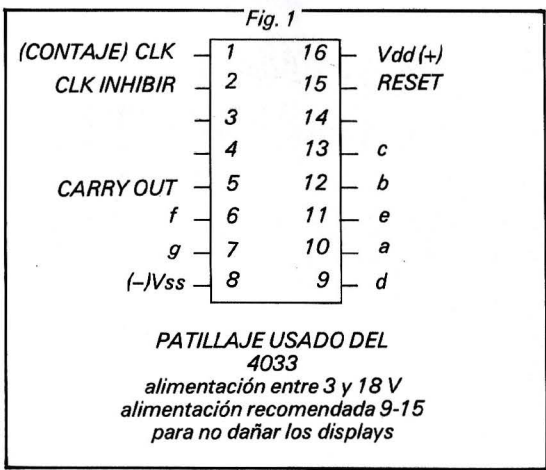 Fig. 1
(CONTAJE) CLK 1 16 Vdd (+)
CLK INHIBIR 2 15 RESET
3 14
4 13 c
CARRY OUT 5 12 b
f 6 11 e
g 7 10 a
(–)Vss 8 9 d
PATILLAJE USADO DEL
4033
alimentación entre 3 y 18 V
alimentación recomendada 9-15
para no dañar los displays